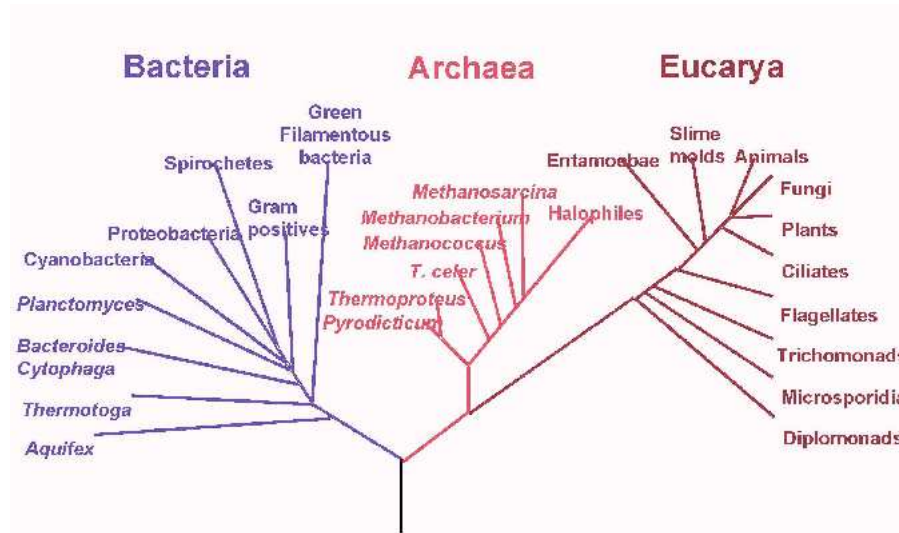 Bacteria
Archaea
Eucarya
Green
Filamentous
bacteria
Spirochetes
Gram
positives
Proteobacteria
Cyanobacteria
Planctomyces
Bacteroides
Cytophaga
Thermotoga
Aquifex
Methanosarcina
Methanobacterium
Halophiles
Methanococcus
T. celer
Thermoproteus
Pyrodicticum
Entamoebae
Slime
molds
Animals
Fungi
Plants
Ciliates
Flagellates
Trichomonads
Microsporidia
Diplomonads